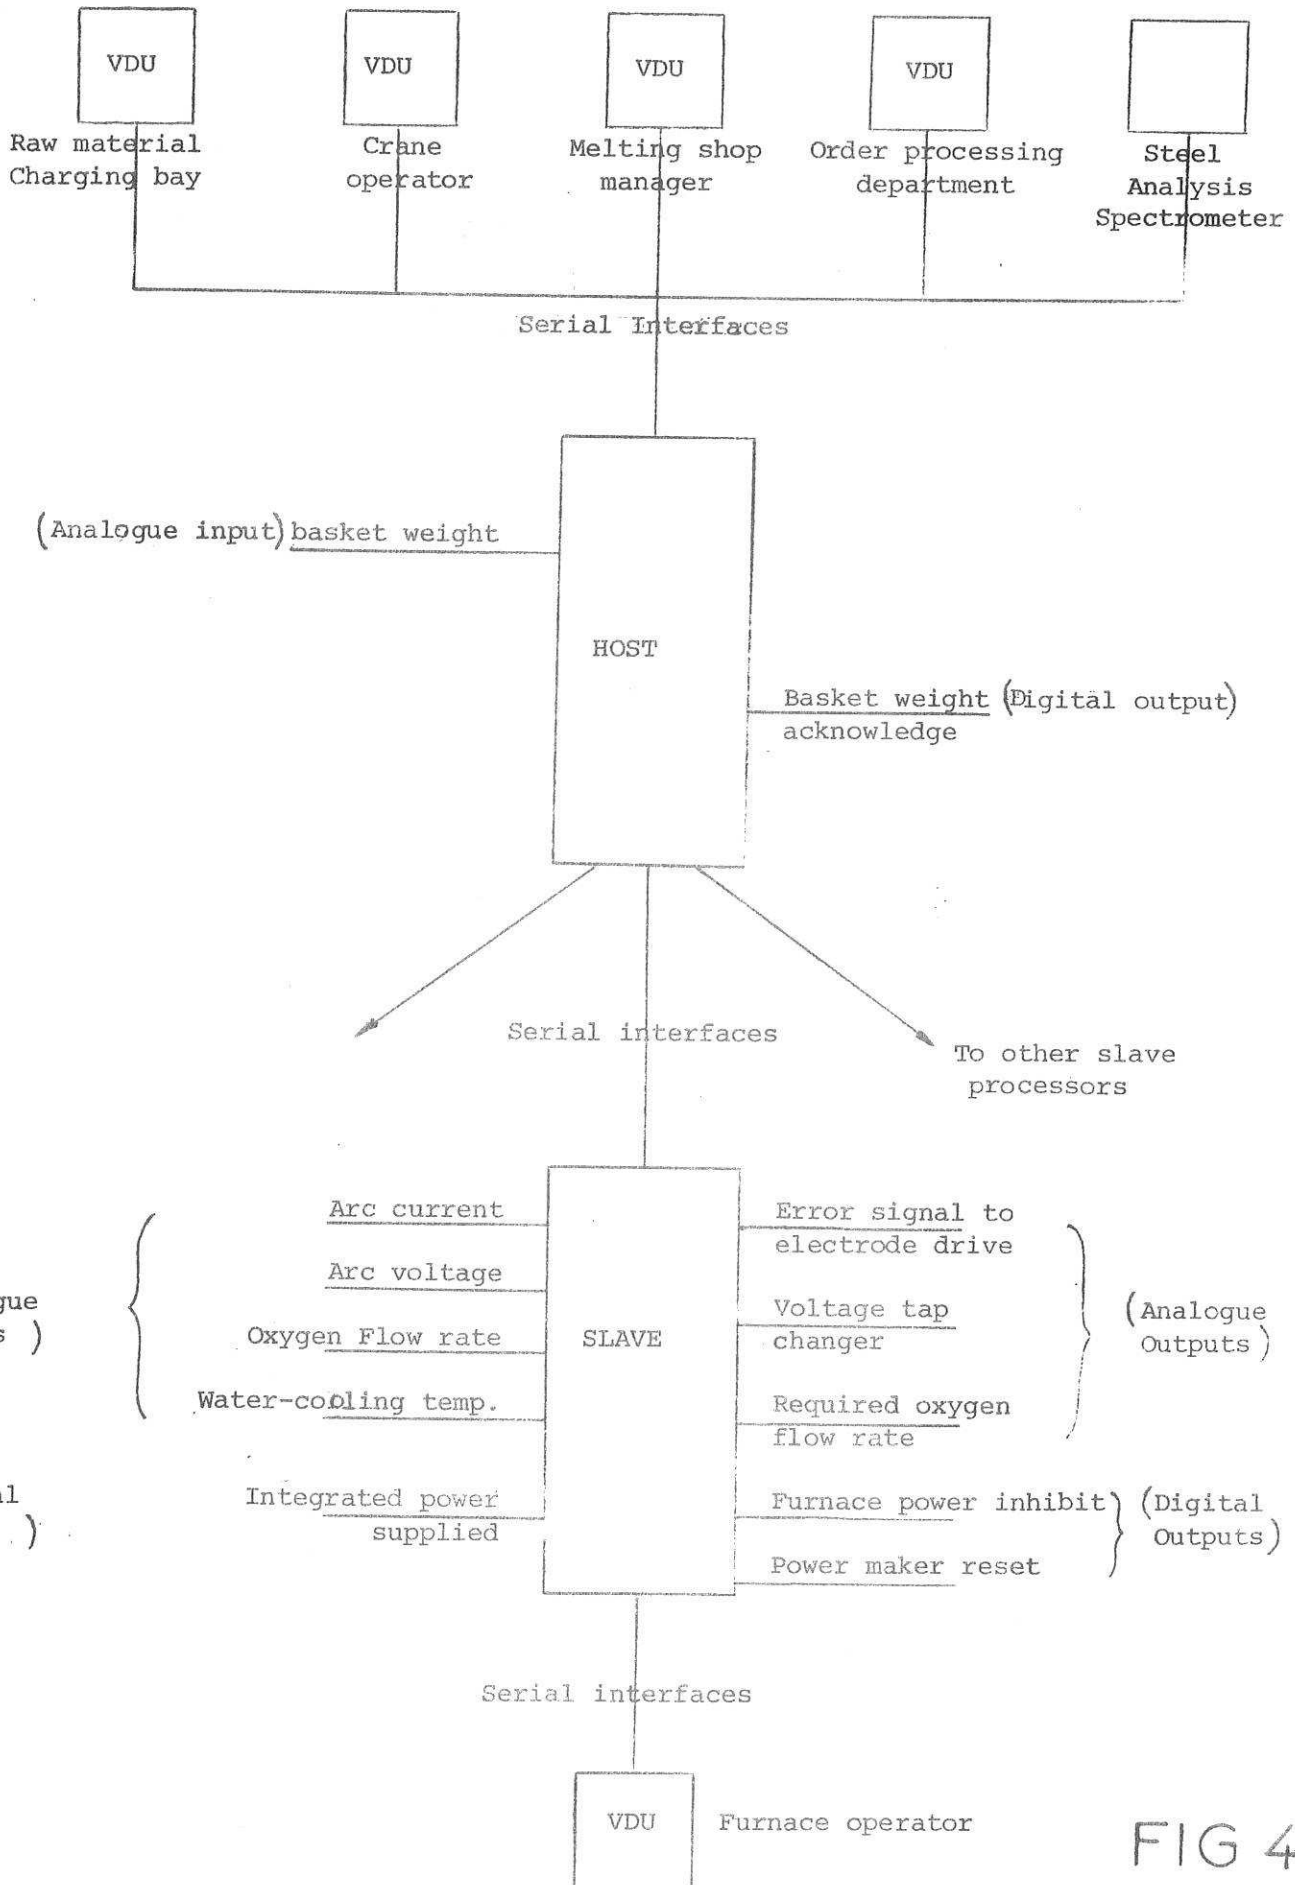 VDU
VDU
VDU
VDU
Raw material
Charging bay
Crane
operator
Melting shop
manager
Order processing
department
Steel
Analysis
Spectrometer
Serial Interfaces
(Analogue input) basket weight
HOST
Basket weight (Digital output)
acknowledge
Serial interfaces
To other slave
processors
Arc current
Arc voltage
Oxygen Flow rate
Water-cooling temp.
Integrated power
supplied
SLAVE
Error signal to
electrode drive
Voltage tap
changer
Required oxygen
flow rate
(Analogue
Outputs)
Furnace power inhibit
Power maker reset
(Digital
Outputs)
Serial interfaces
VDU
Furnace operator
FIG 4